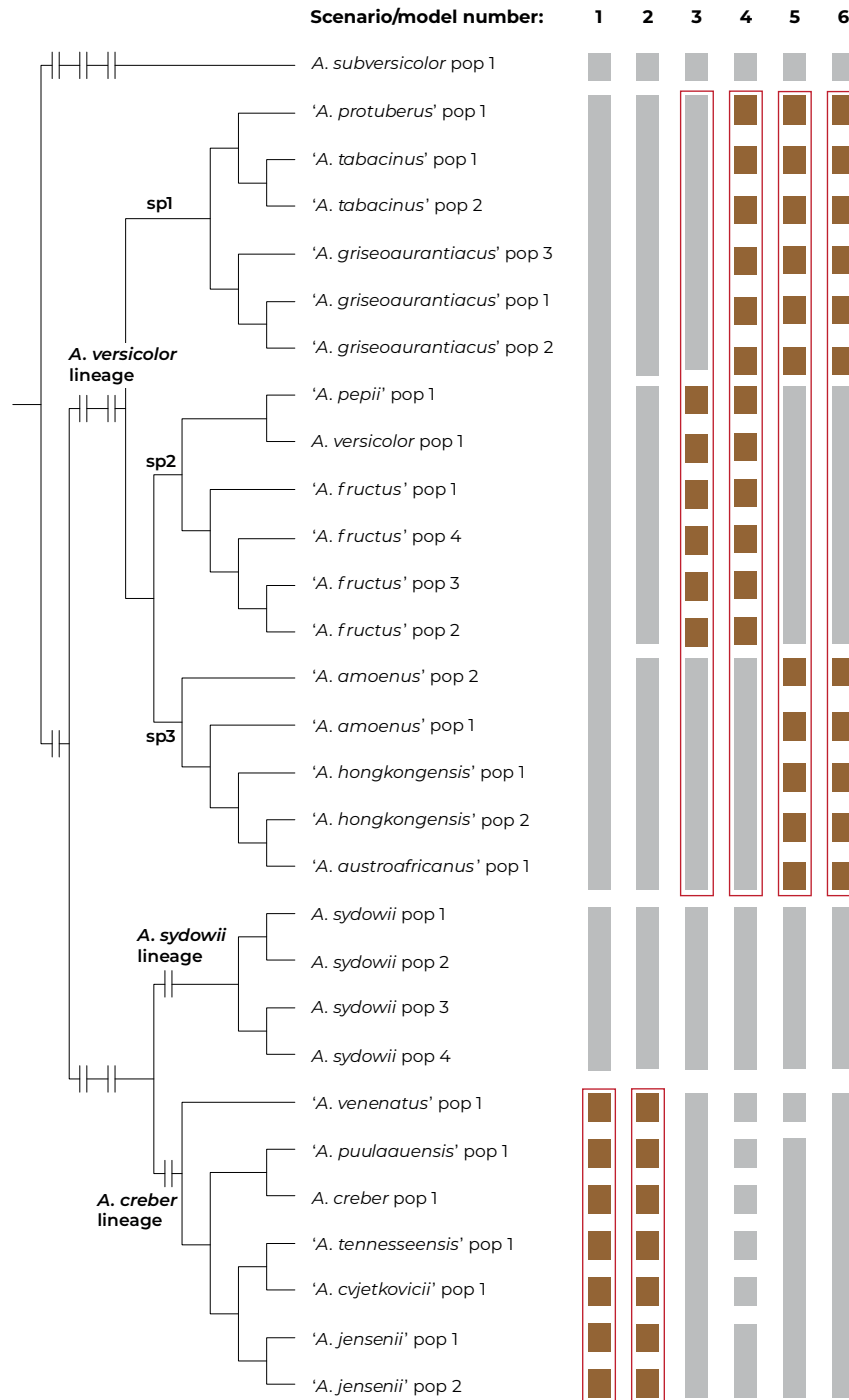 Scenario/model number: 1 2 3 4 5 6
A. subversicolor pop 1
‘A. protuberus’ pop 1
‘A. tabacinus’ pop 1
‘A. tabacinus’ pop 2
sp1
‘A. griseoaurantiacus’ pop 3
‘A. griseoaurantiacus’ pop 1
‘A. griseoaurantiacus’ pop 2
A. versicolor
lineage
‘A. pepii’ pop 1
A. versicolor pop 1
sp2
‘A. fructus’ pop 1
‘A. fructus’ pop 4
‘A. fructus’ pop 3
‘A. fructus’ pop 2
‘A. amoenus’ pop 2
‘A. amoenus’ pop 1
sp3
‘A. hongkongensis’ pop 1
‘A. hongkongensis’ pop 2
‘A. austroafricanus’ pop 1
A. sydowii pop 1
A. sydowii
lineage
A. sydowii pop 2
A. sydowii pop 3
A. sydowii pop 4
‘A. venenatus’ pop 1
‘A. puulaauensis’ pop 1
A. creber pop 1
A. creber
lineage
‘A. tennesseensis’ pop 1
‘A. cvjetkovicii’ pop 1
‘A. jensenii’ pop 1
‘A. jensenii’ pop 2